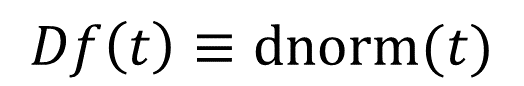 Df(t) ≡ dnorm(t)